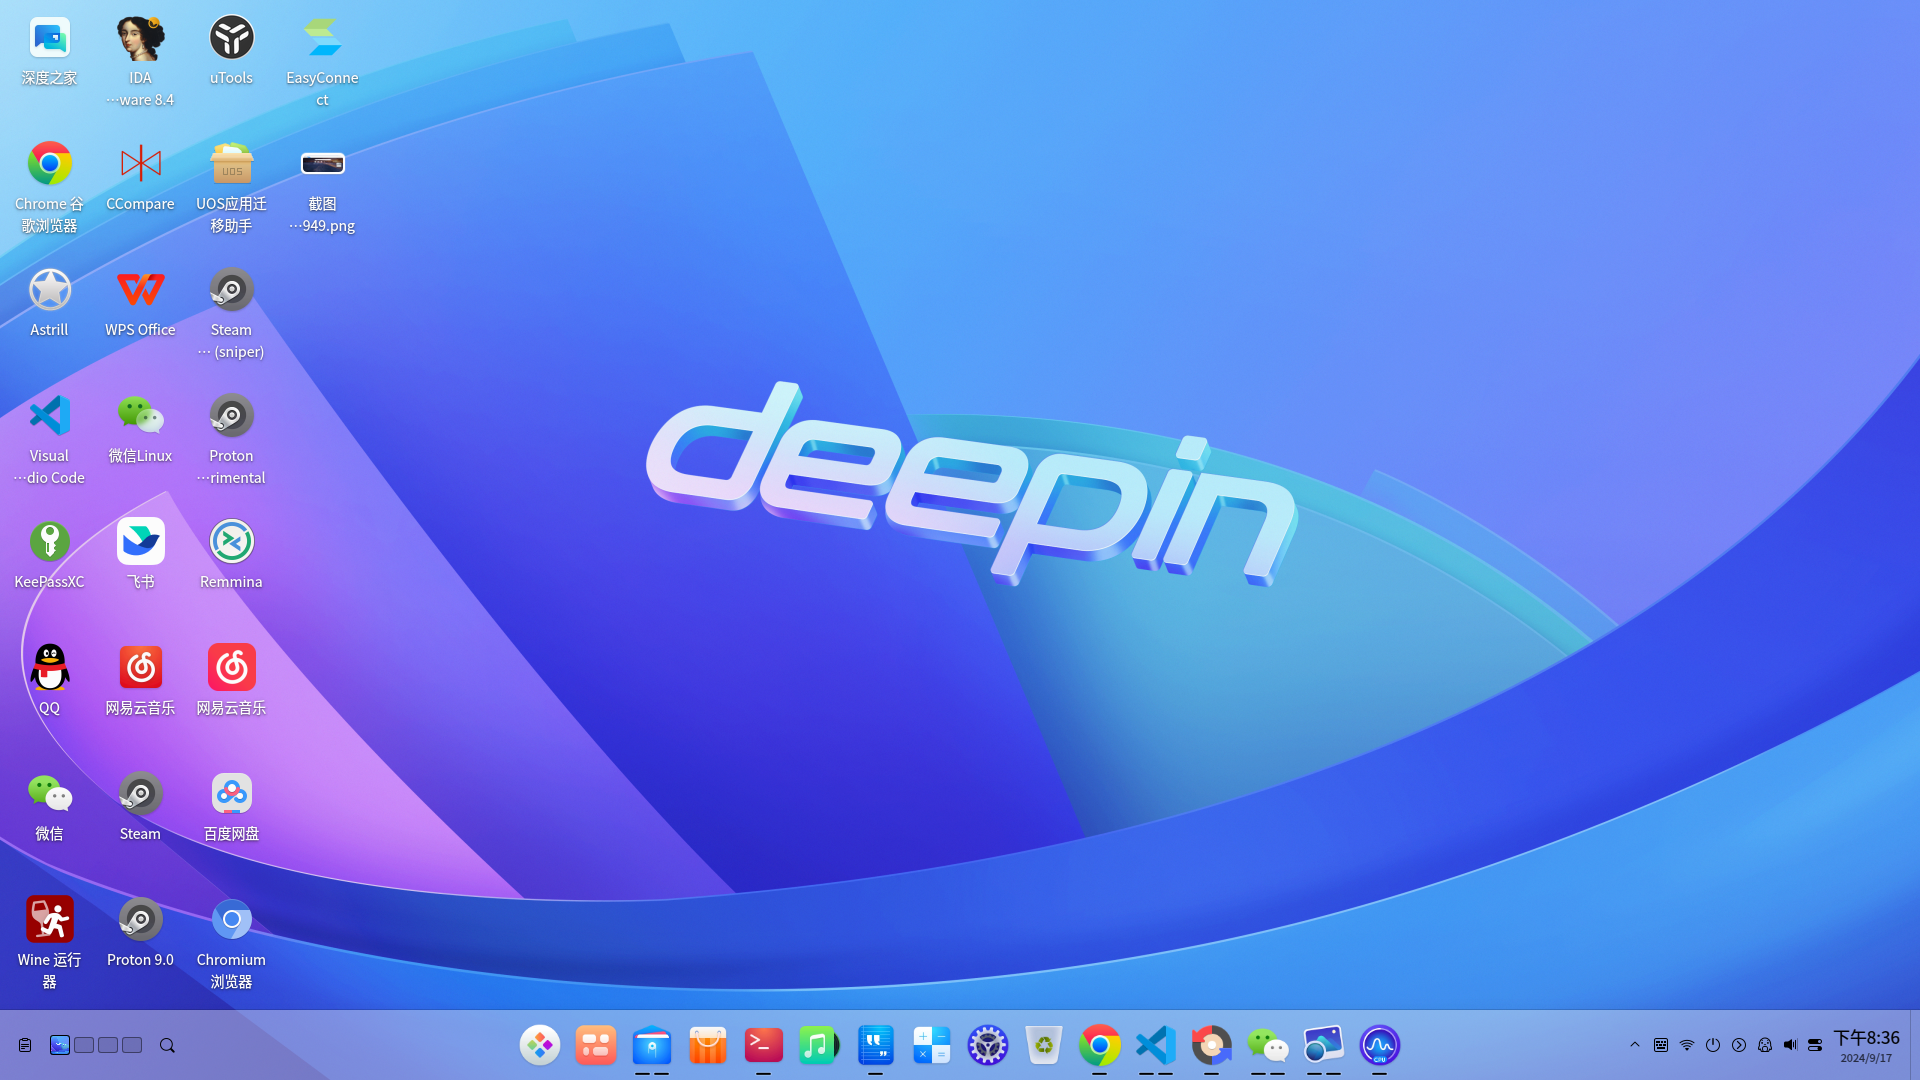 深度之家
IDA
…ware 8.4
uTools
EasyConne
ct
Chrome 谷
歌浏览器
CCompare
UOS
UOS应用迁
移助手
截图
…949.png
Astrill
WPS Office
Steam
… (sniper)
Visual
…dio Code
微信Linux
Proton
…rimental
deepin
KeePassXC
飞书
Remmina
QQ
网易云音乐
网易云音乐
微信
Steam
百度网盘
Wine 运行
器
Proton 9.0
Chromium
浏览器
CPU
下午8:36
2024/9/17